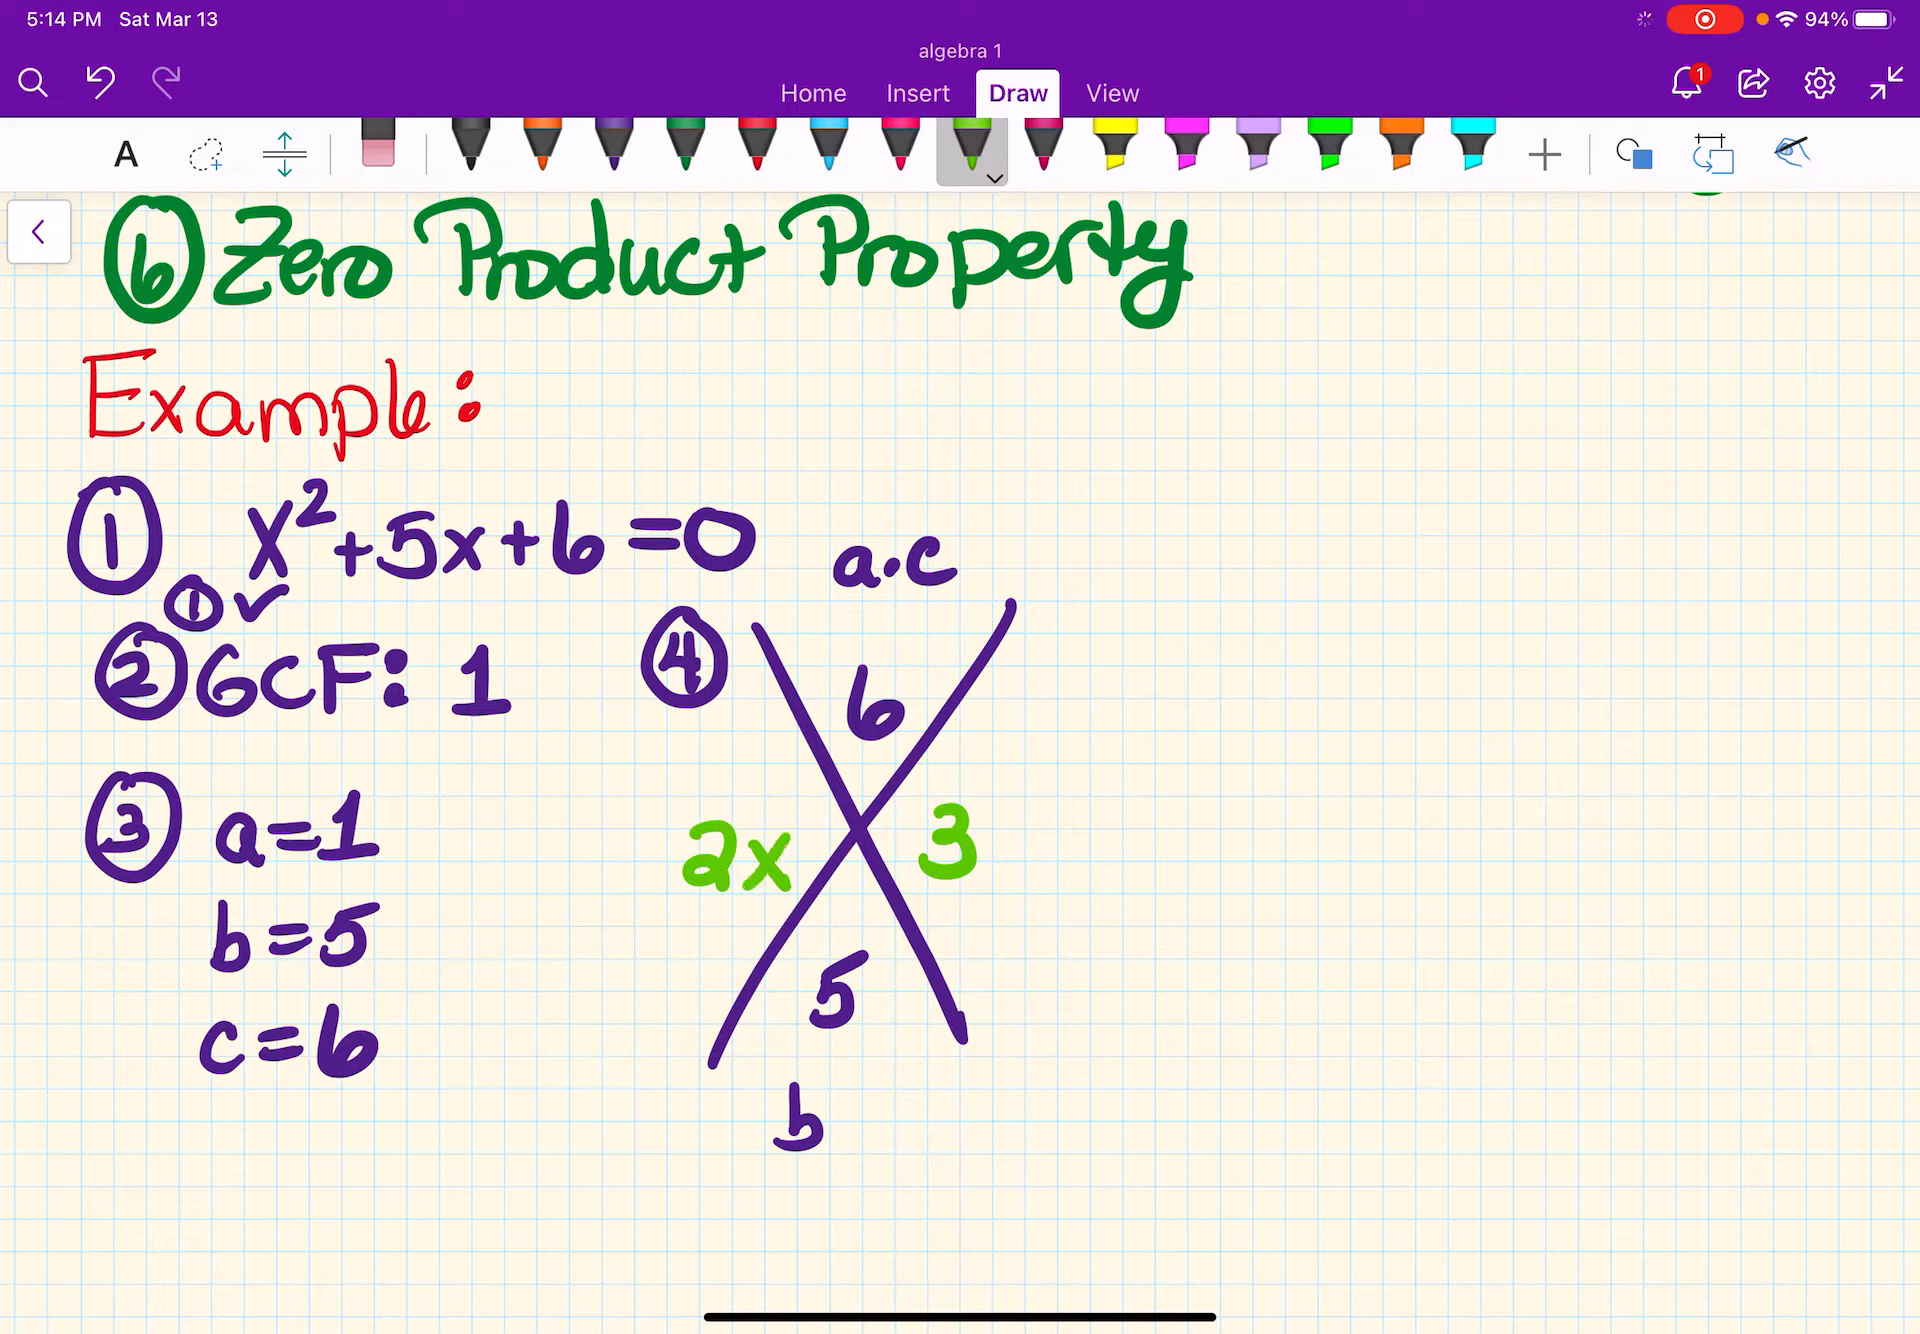 5:14 PM Sat Mar 13
94%
algebra 1
Home Insert Draw View
1
A
6 Zero Product Property
Example:
1 x²+5x+6=0
1 ✓
a·c
2 GCF: 1
4
6
3 a=1
2x 3
b=5
5
c=6
b